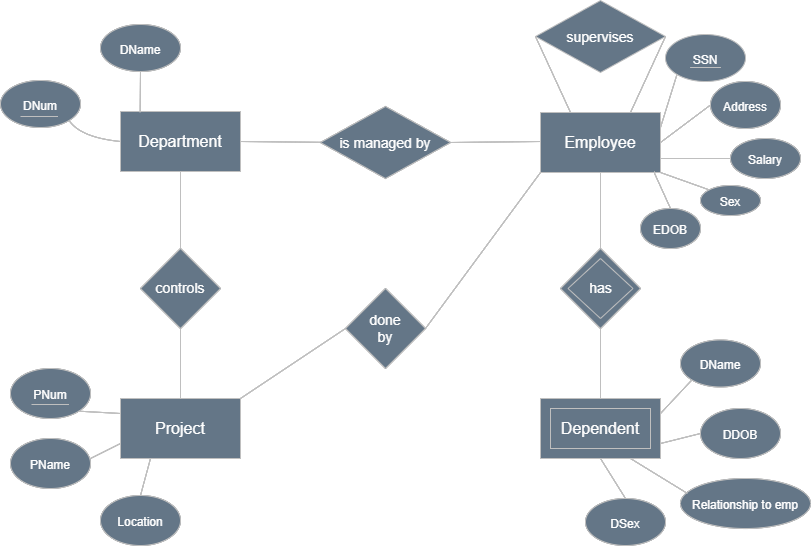 supervises
DName
SSN
DNum
Address
Department
is managed by
Employee
Salary
Sex
EDOB
controls
has
done
by
DName
PNum
Project
Dependent
DDOB
PName
Relationship to emp
Location
DSex